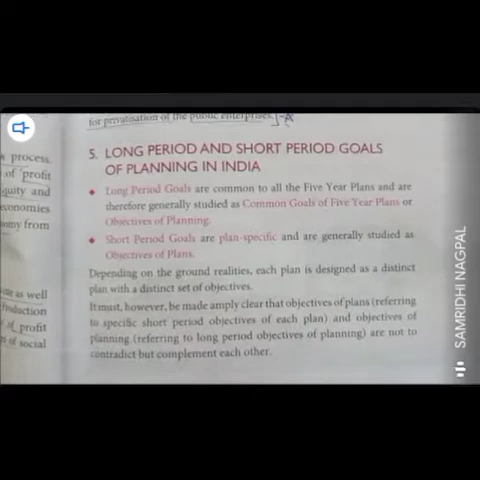 for privatisation of the public enterprises.
5. LONG PERIOD AND SHORT PERIOD GOALS
OF PLANNING IN INDIA
◆ Long Period Goals are common to all the Five Year Plans and are
therefore generally studied as Common Goals of Five Year Plans or
Objectives of Planning.
◆ Short Period Goals are plan-specific and are generally studied as
Objectives of Plans.
Depending on the ground realities, each plan is designed as a distinct
plan with a distinct set of objectives.
It must, however, be made amply clear that objectives of plans (referring
to specific short period objectives of each plan) and objectives of
planning (referring to long period objectives of planning) are not to
contradict but complement each other.
process.
of profit
quity and
economies
nomy from
as well
Production
of profit
of social
SAMRIDHI NAGPAL